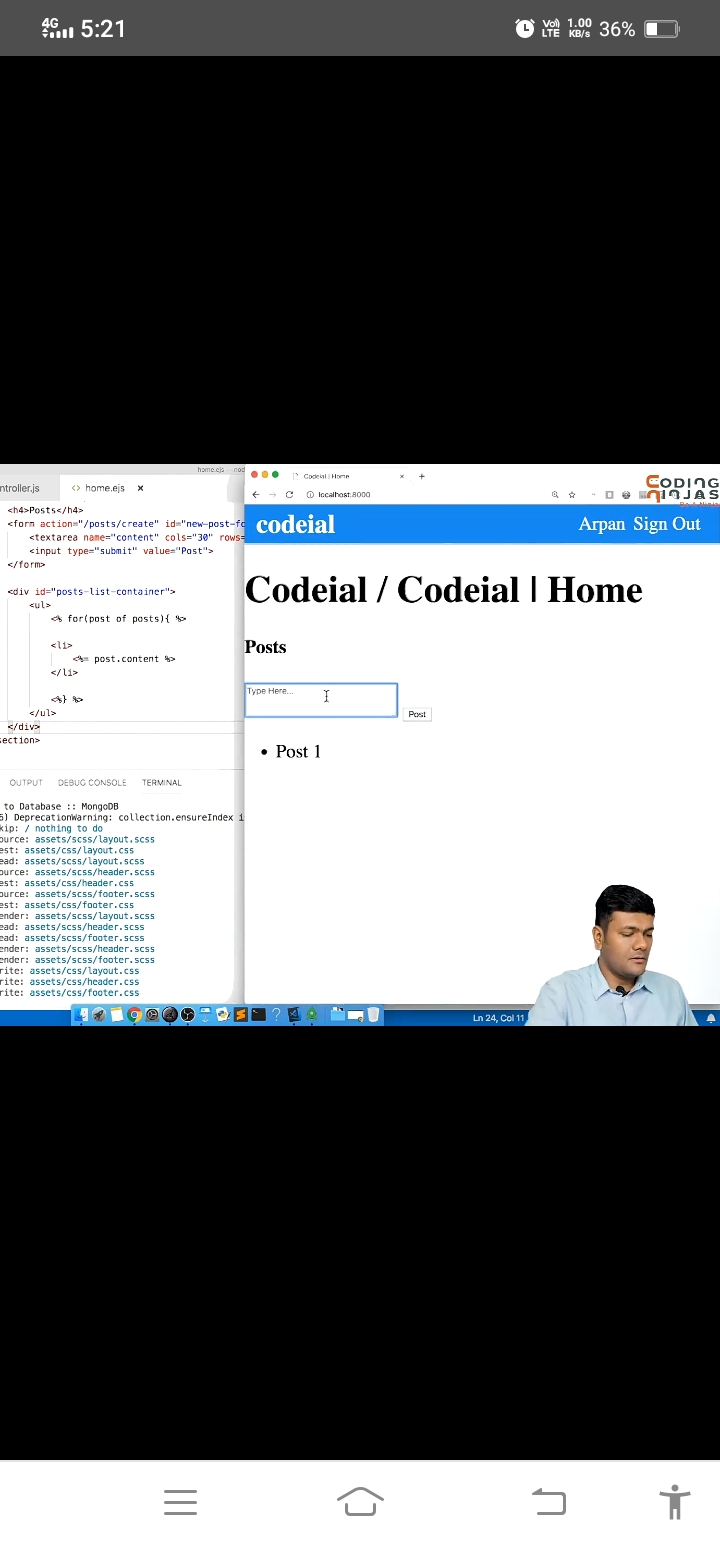 4G 5:21 Vo) LTE 1.00 KB/s 36%
home.ejs — nod
ntroller.js <> home.ejs ×
<h4>Posts</h4>
<form action="/posts/create" id="new-post-fo
<textarea name="content" cols="30" rows=
<input type="submit" value="Post">
</form>
<div id="posts-list-container">
<ul>
<% for(post of posts){ %>
<li>
<%= post.content %>
</li>
<%} %>
</ul>
</div>
section>
OUTPUT DEBUG CONSOLE TERMINAL
to Database :: MongoDB
6) DeprecationWarning: collection.ensureIndex i
kip: / nothing to do
ource: assets/scss/layout.scss
est: assets/css/layout.css
ead: assets/scss/layout.scss
ource: assets/scss/header.scss
est: assets/css/header.css
ource: assets/scss/footer.scss
est: assets/css/footer.css
ender: assets/scss/layout.scss
ead: assets/scss/header.scss
ead: assets/scss/footer.scss
ender: assets/scss/header.scss
ender: assets/scss/footer.scss
rite: assets/css/layout.css
rite: assets/css/header.css
rite: assets/css/footer.css
Codeial | Home × +
localhost:8000
CODING
NINJAS
codeial Arpan Sign Out
Codeial / Codeial | Home
Posts
Type Here...
Post
• Post 1
Ln 24, Col 11